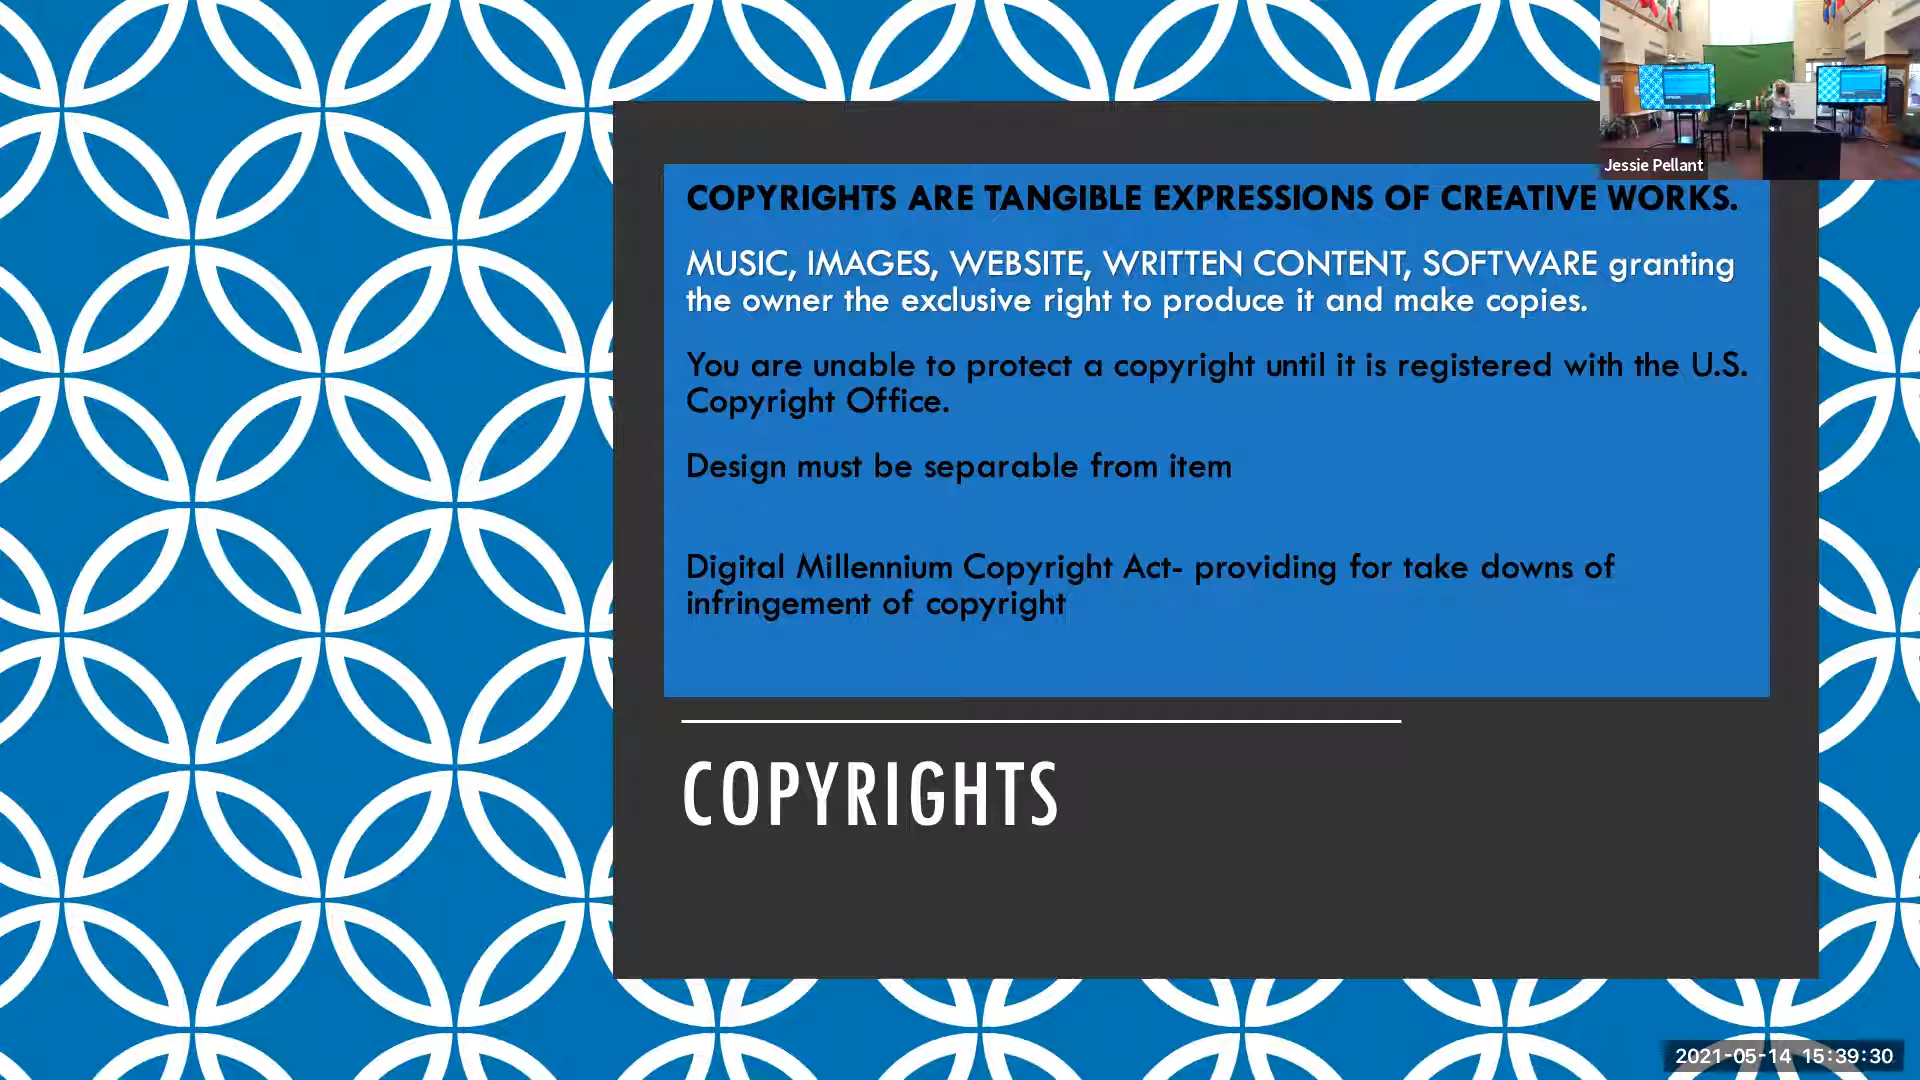 Jessie Pellant
COPYRIGHTS ARE TANGIBLE EXPRESSIONS OF CREATIVE WORKS.
MUSIC, IMAGES, WEBSITE, WRITTEN CONTENT, SOFTWARE granting
the owner the exclusive right to produce it and make copies.
You are unable to protect a copyright until it is registered with the U.S.
Copyright Office.
Design must be separable from item
Digital Millennium Copyright Act- providing for take downs of
infringement of copyright
COPYRIGHTS
2021-05-14 15:39:30